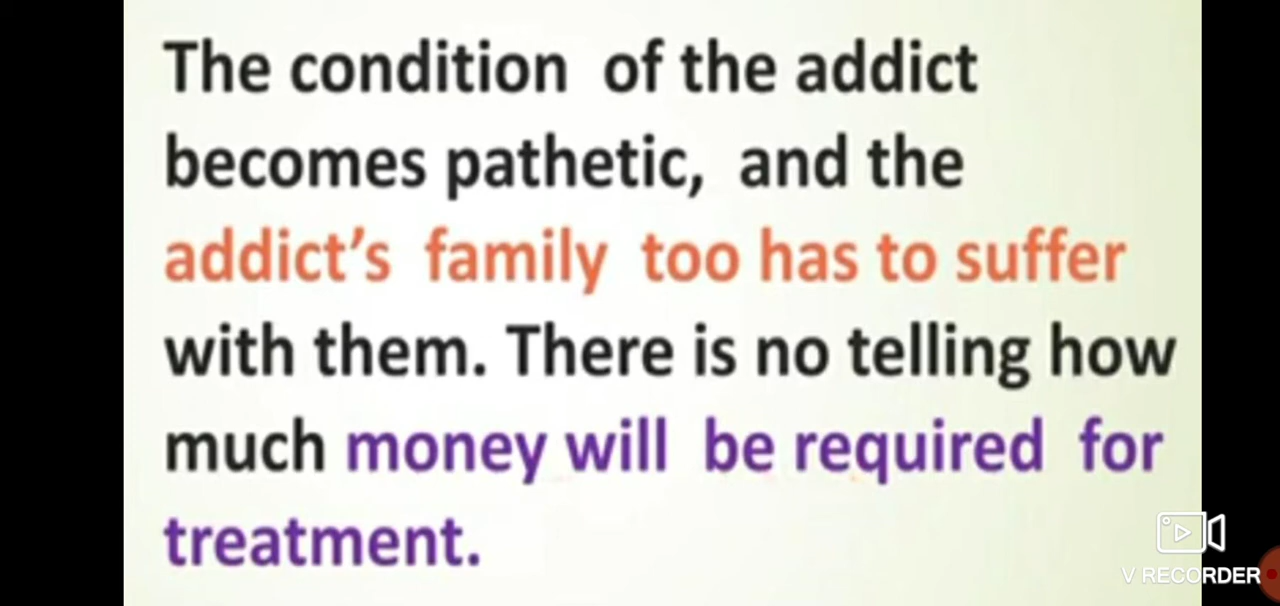 The condition of the addict
becomes pathetic, and the
addict's family too has to suffer
with them. There is no telling how
much money will be required for
treatment.
V RECORDER